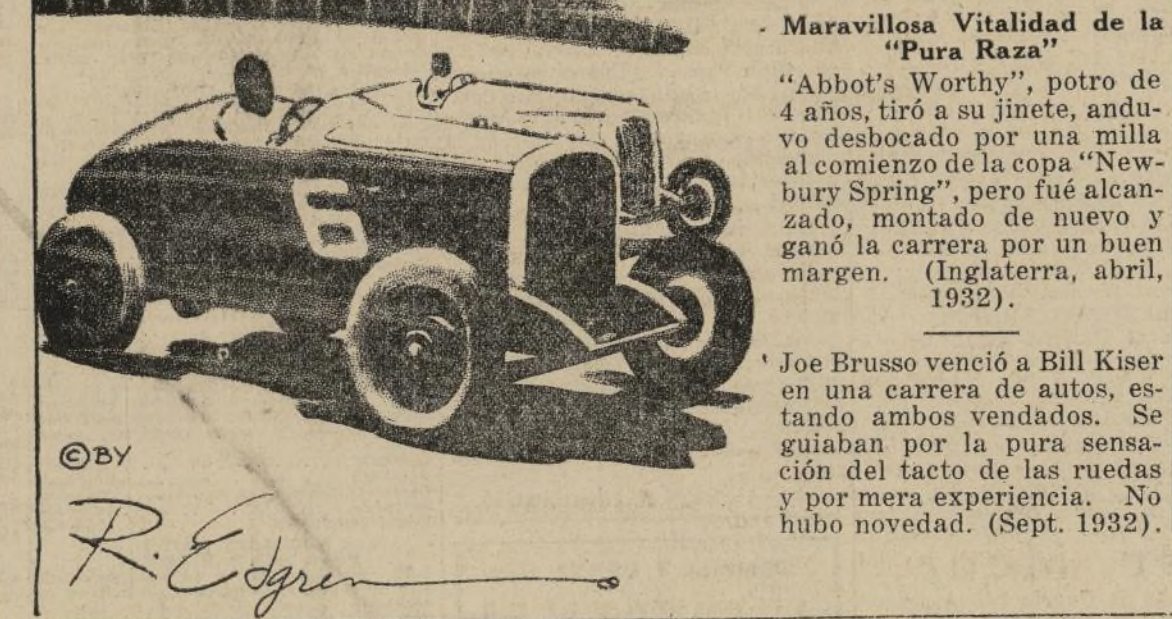 Maravillosa Vitalidad de la
"Pura Raza"
"Abbot's Worthy", potro de
4 años, tiró a su jinete, andu-
vo desbocado por una milla
al comienzo de la copa "New-
bury Spring", pero fué alcan-
zado, montado de nuevo y
ganó la carrera por un buen
margen. (Inglaterra, abril,
1932).
Joe Brusso venció a Bill Kiser
en una carrera de autos, es-
tando ambos vendados. Se
guiaban por la pura sensa-
ción del tacto de las ruedas
y por mera experiencia. No
hubo novedad. (Sept. 1932).
6
©BY
R. Edgren